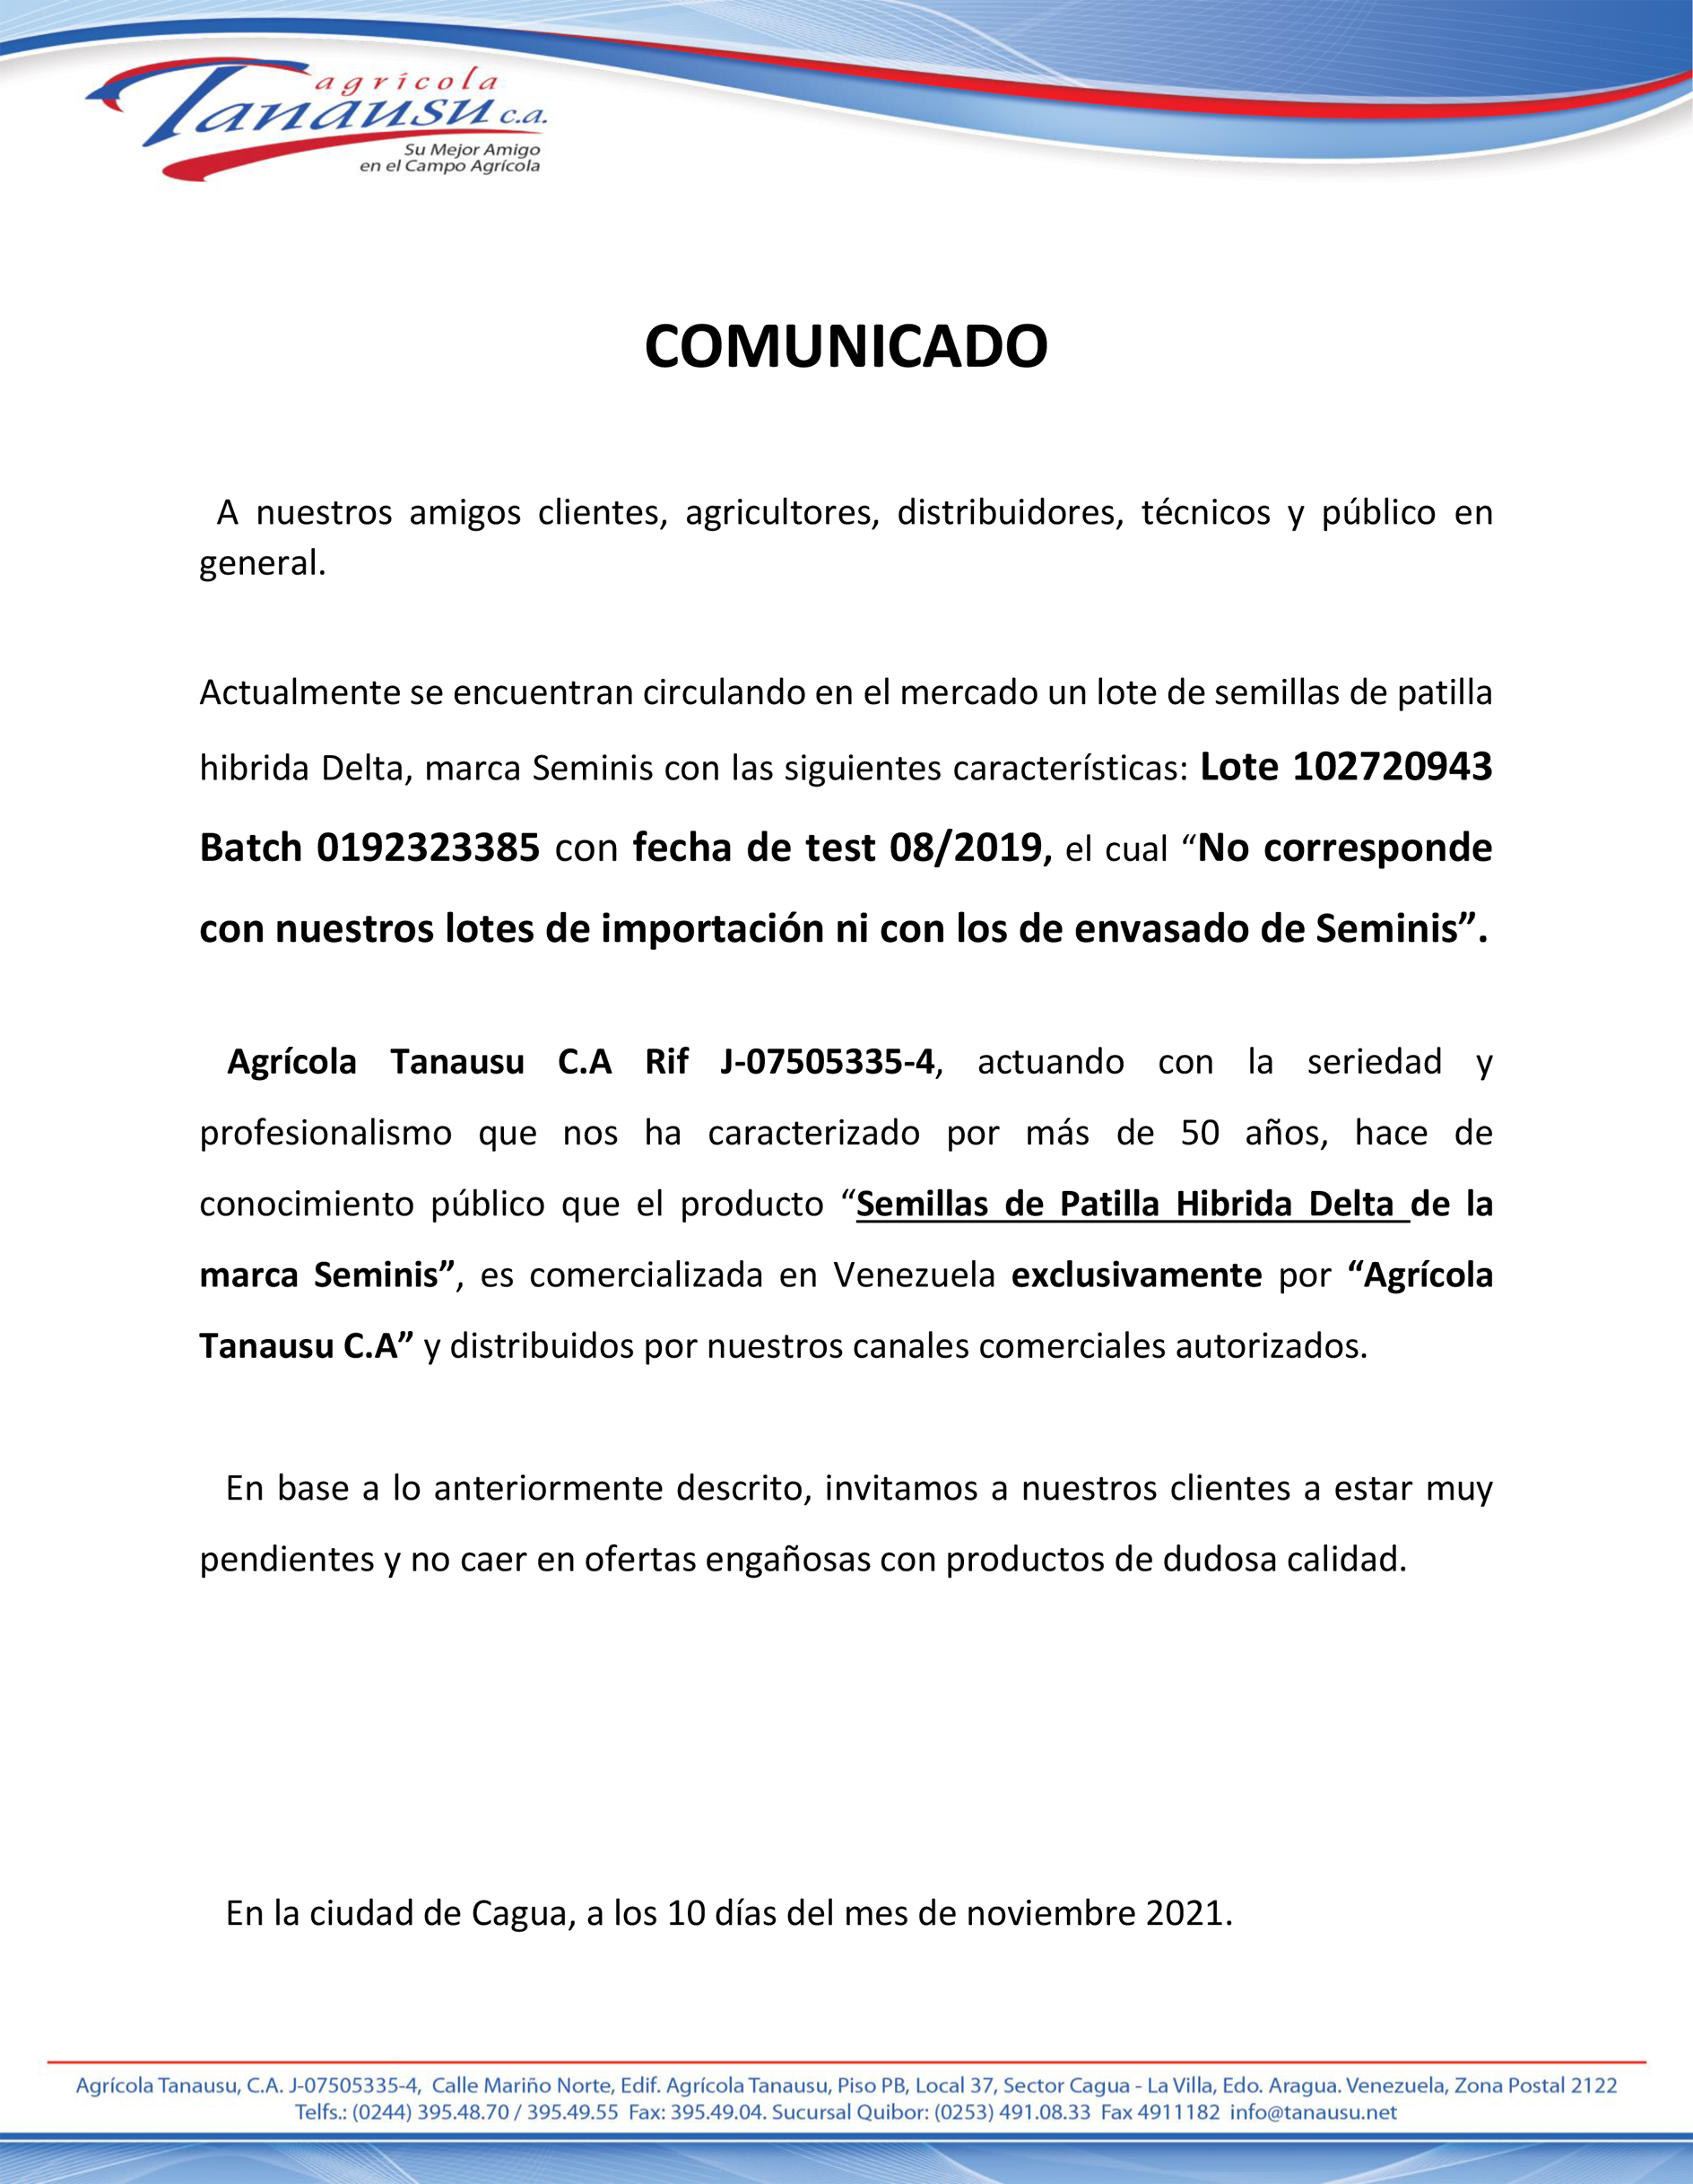 agrícola
Tanausu c.a.
Su Mejor Amigo
en el Campo Agrícola
COMUNICADO
A nuestros amigos clientes, agricultores, distribuidores, técnicos y público en
general.
Actualmente se encuentran circulando en el mercado un lote de semillas de patilla
hibrida Delta, marca Seminis con las siguientes características: Lote 102720943
Batch 0192323385 con fecha de test 08/2019, el cual “No corresponde
con nuestros lotes de importación ni con los de envasado de Seminis”.
Agrícola Tanausu C.A Rif J-07505335-4, actuando con la seriedad y
profesionalismo que nos ha caracterizado por más de 50 años, hace de
conocimiento público que el producto “Semillas de Patilla Hibrida Delta de la
marca Seminis”, es comercializada en Venezuela exclusivamente por “Agrícola
Tanausu C.A” y distribuidos por nuestros canales comerciales autorizados.
En base a lo anteriormente descrito, invitamos a nuestros clientes a estar muy
pendientes y no caer en ofertas engañosas con productos de dudosa calidad.
En la ciudad de Cagua, a los 10 días del mes de noviembre 2021.
Agrícola Tanausu, C.A. J-07505335-4, Calle Mariño Norte, Edif. Agrícola Tanausu, Piso PB, Local 37, Sector Cagua - La Villa, Edo. Aragua. Venezuela, Zona Postal 2122
Telfs.: (0244) 395.48.70 / 395.49.55 Fax: 395.49.04. Sucursal Quibor: (0253) 491.08.33 Fax 4911182 info@tanausu.net